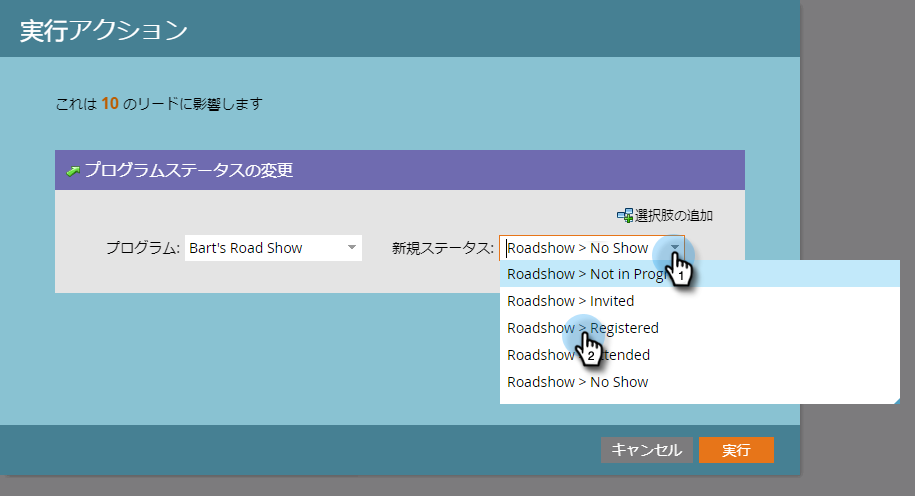 実行アクション
これは 10 のリードに影響します
プログラムステータスの変更
選択肢の追加
プログラム: Bart's Road Show 新規ステータス: Roadshow > No Show
1
Roadshow > Not in
Roadshow > Invited
Roadshow > Registered
2
Roadshow
Roadshow > No Show
キャンセル 実行